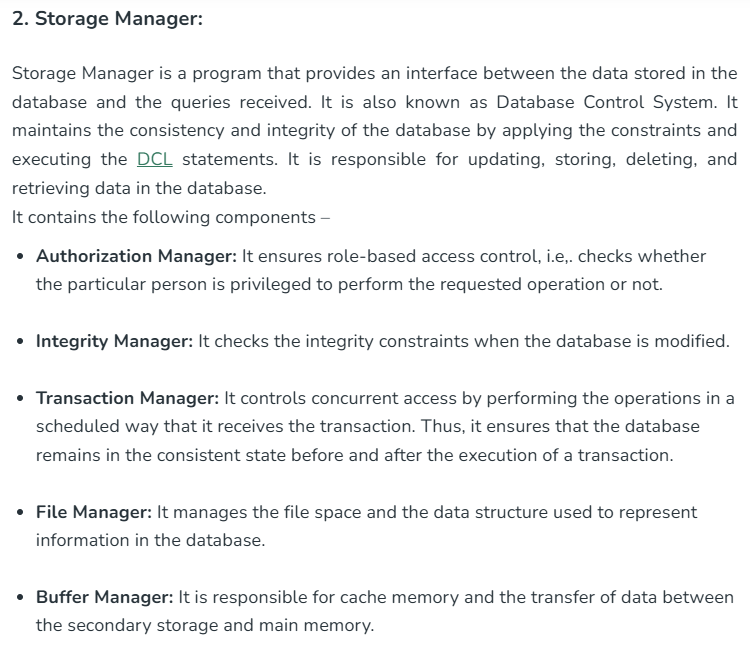 2. Storage Manager:
Storage Manager is a program that provides an interface between the data stored in the
database and the queries received. It is also known as Database Control System. It
maintains the consistency and integrity of the database by applying the constraints and
executing the DCL statements. It is responsible for updating, storing, deleting, and
retrieving data in the database.
It contains the following components –
• Authorization Manager: It ensures role-based access control, i.e,. checks whether
the particular person is privileged to perform the requested operation or not.
• Integrity Manager: It checks the integrity constraints when the database is modified.
• Transaction Manager: It controls concurrent access by performing the operations in a
scheduled way that it receives the transaction. Thus, it ensures that the database
remains in the consistent state before and after the execution of a transaction.
• File Manager: It manages the file space and the data structure used to represent
information in the database.
• Buffer Manager: It is responsible for cache memory and the transfer of data between
the secondary storage and main memory.